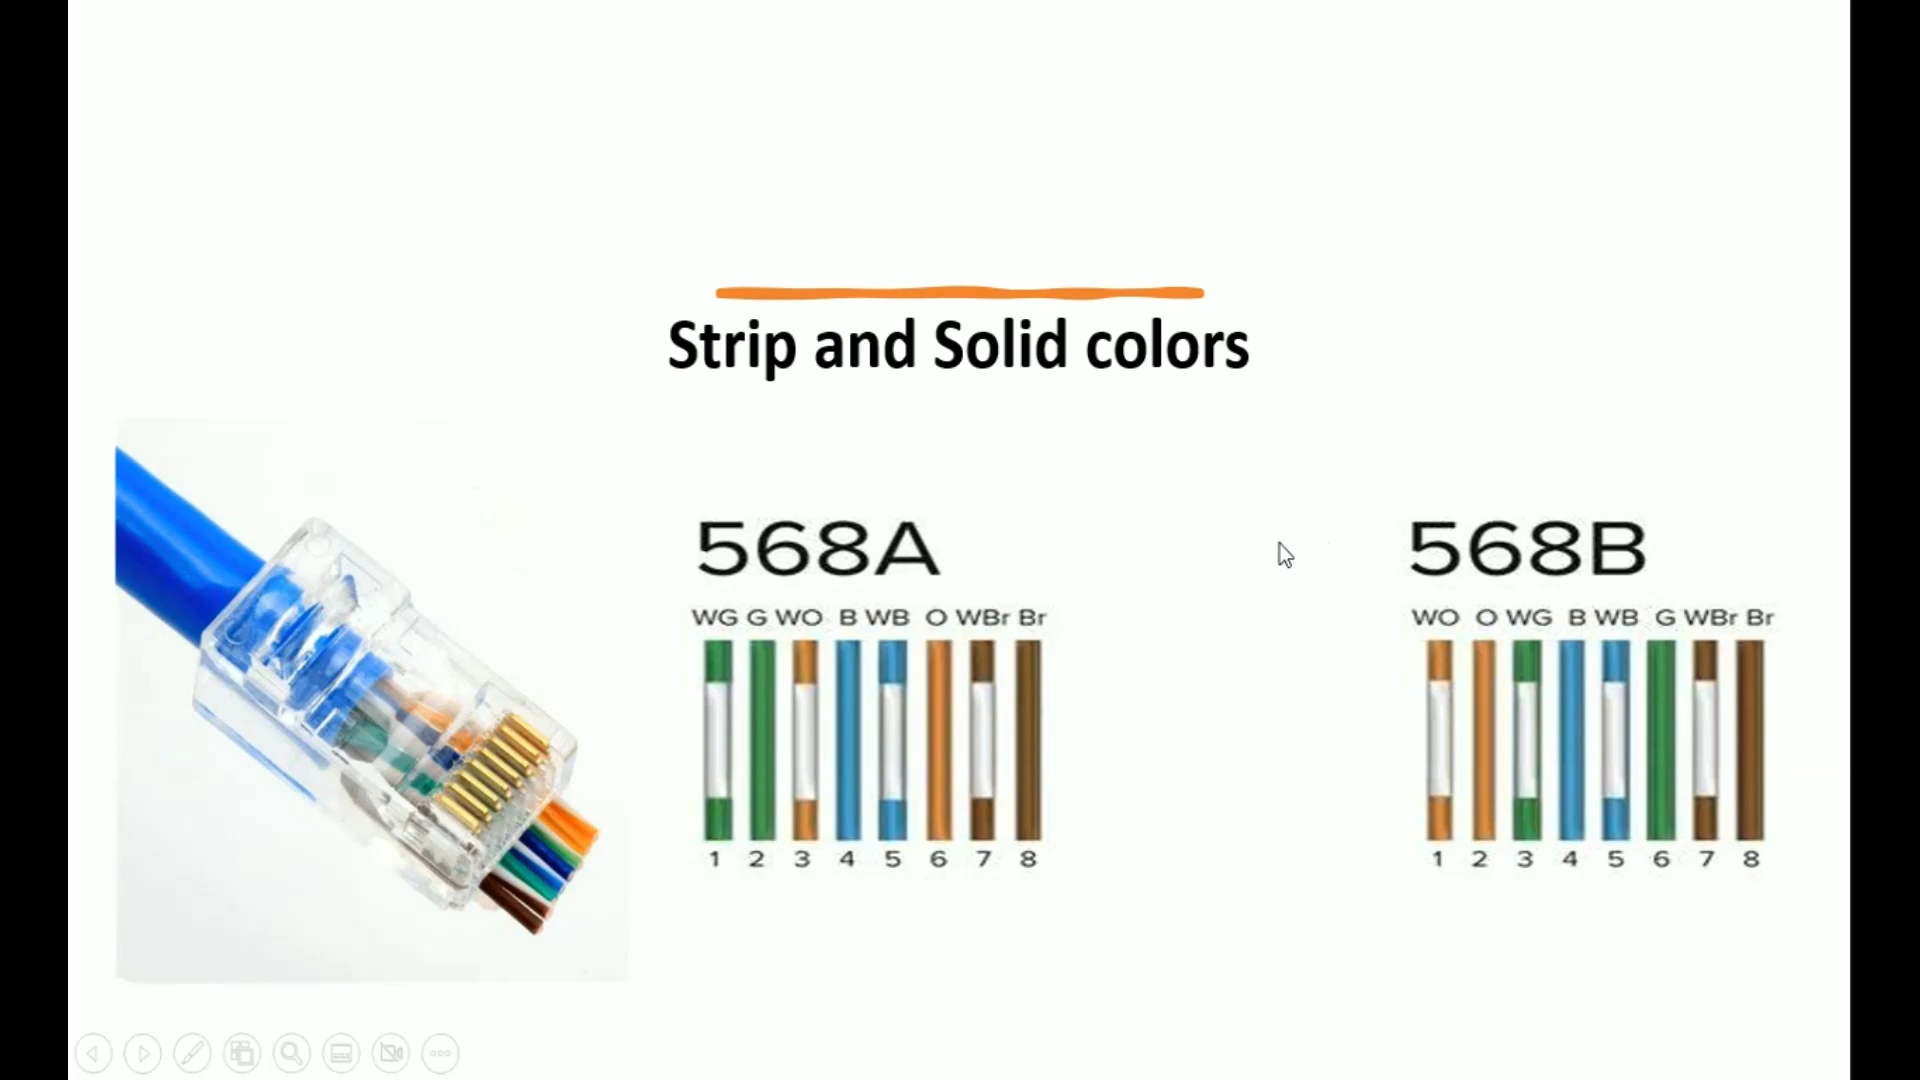 Strip and Solid colors
568A
WG G WO B WB O WBr Br
1 2 3 4 5 6 7 8
568B
WO O WG B WB G WBr Br
1 2 3 4 5 6 7 8